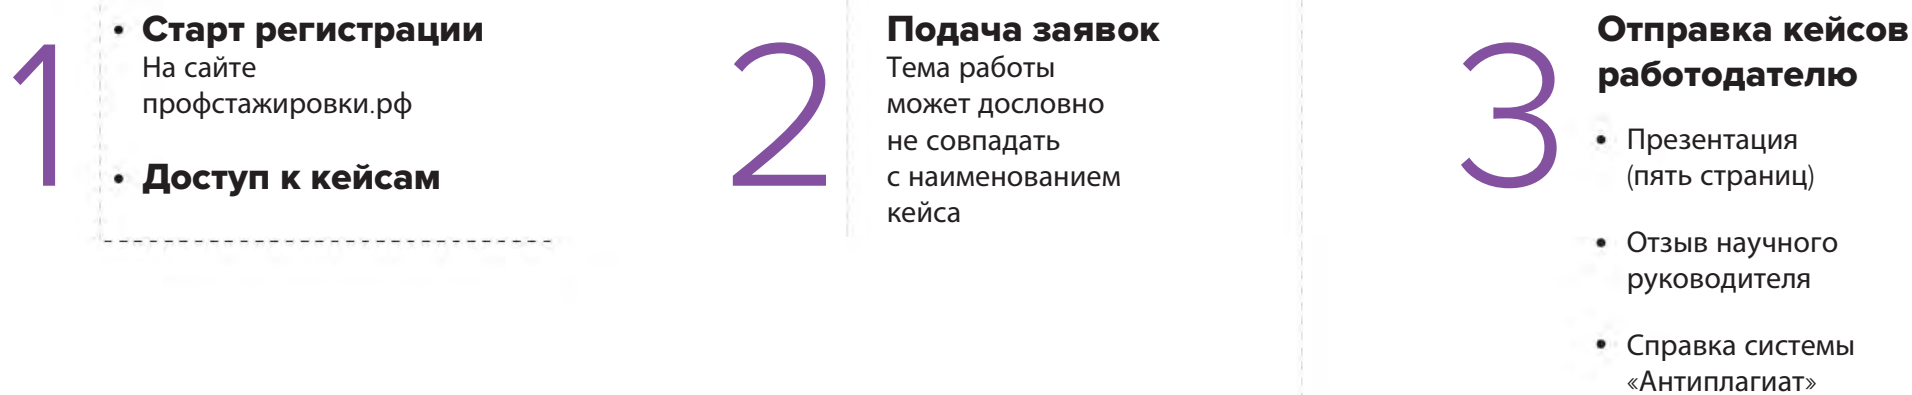 1
• Старт регистрации
На сайте
профстажировки.рф
• Доступ к кейсам
2
Подача заявок
Тема работы
может дословно
не совпадать
с наименованием
кейса
3
Отправка кейсов
работодателю
• Презентация
(пять страниц)
• Отзыв научного
руководителя
• Справка системы
«Антиплагиат»